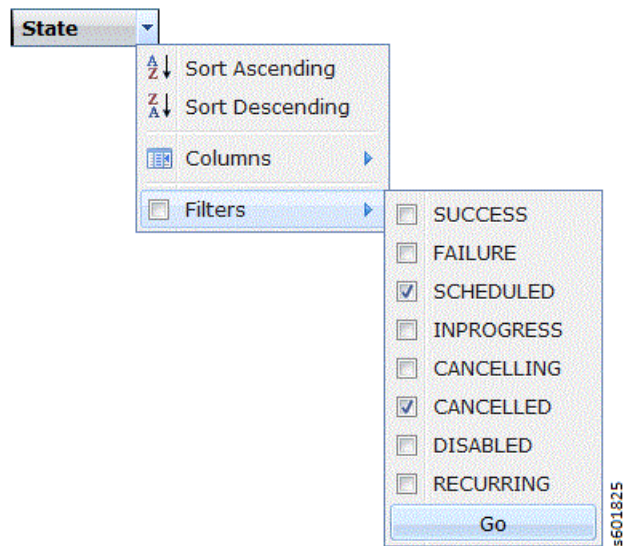 State
Sort Ascending
Sort Descending
Columns
Filters
SUCCESS
FAILURE
SCHEDULED
INPROGRESS
CANCELLING
CANCELLED
DISABLED
RECURRING
Go
s601825